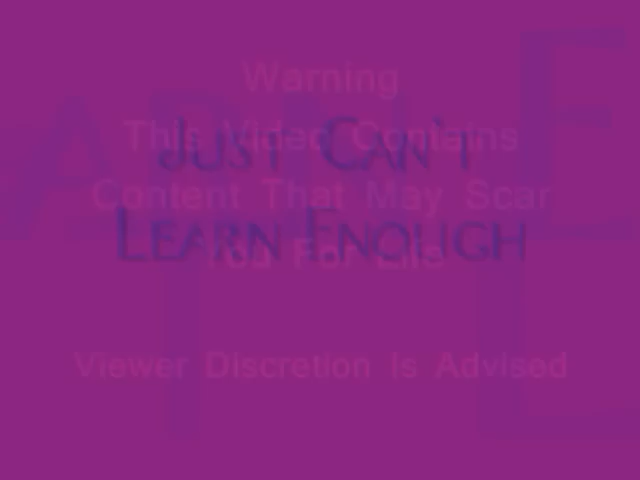 Warning
This Video Contains
Content That May Scar
You For Life
Viewer Discretion Is Advised
JUST CAN'T
LEARN ENOUGH